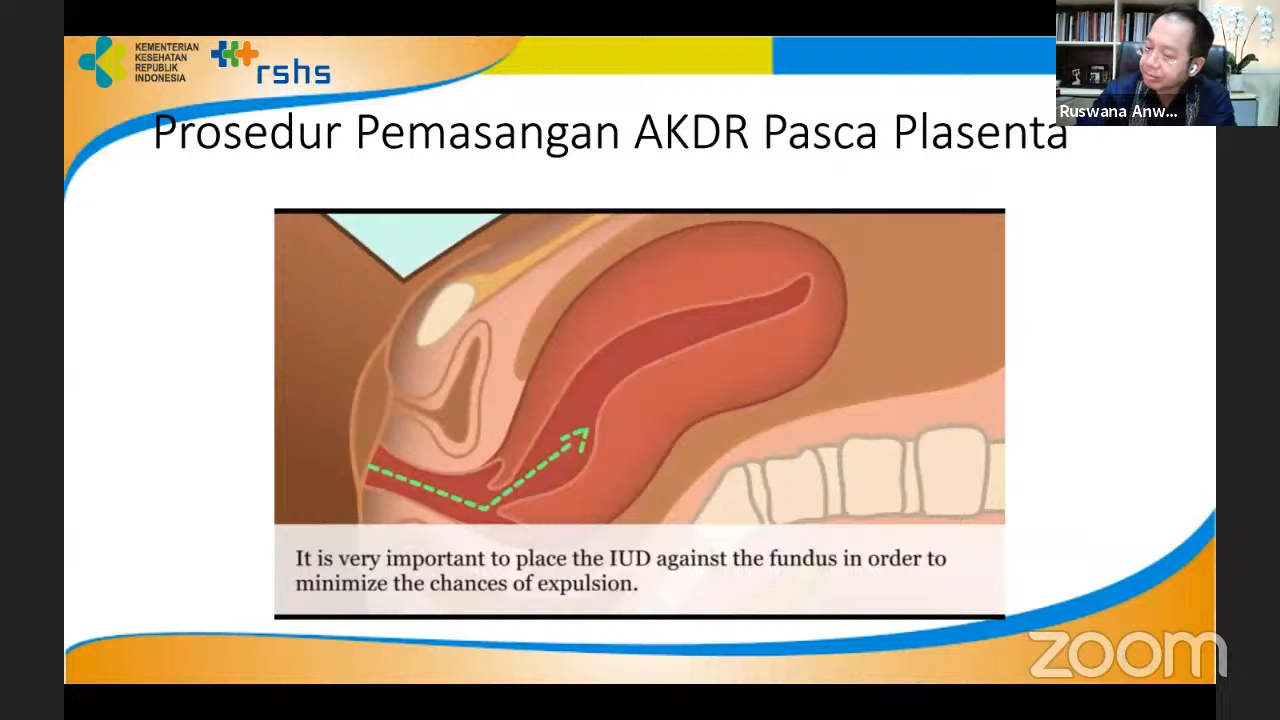 KEMENTERIAN
KESEHATAN
REPUBLIK
INDONESIA
rshs
Ruswana Anw...
Prosedur Pemasangan AKDR Pasca Plasenta
It is very important to place the IUD against the fundus in order to
minimize the chances of expulsion.
zoom